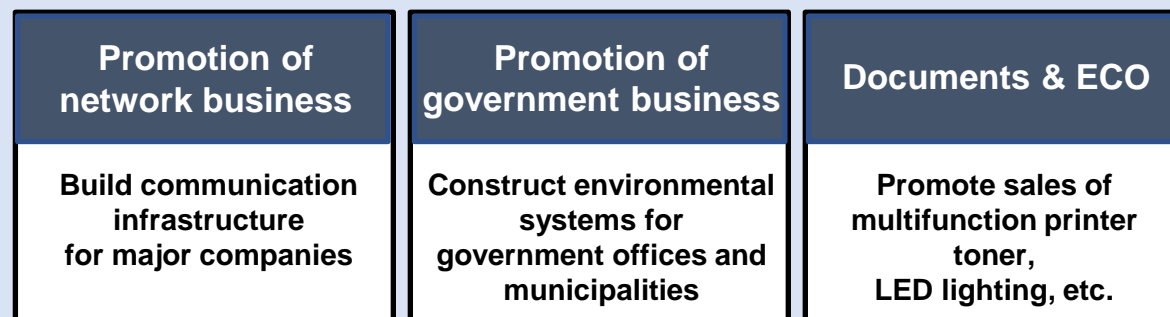 Promotion of
network business
Build communication
infrastructure
for major companies
Promotion of
government business
Construct environmental
systems for
government offices and
municipalities
Documents & ECO
Promote sales of
multifunction printer
toner,
LED lighting, etc.